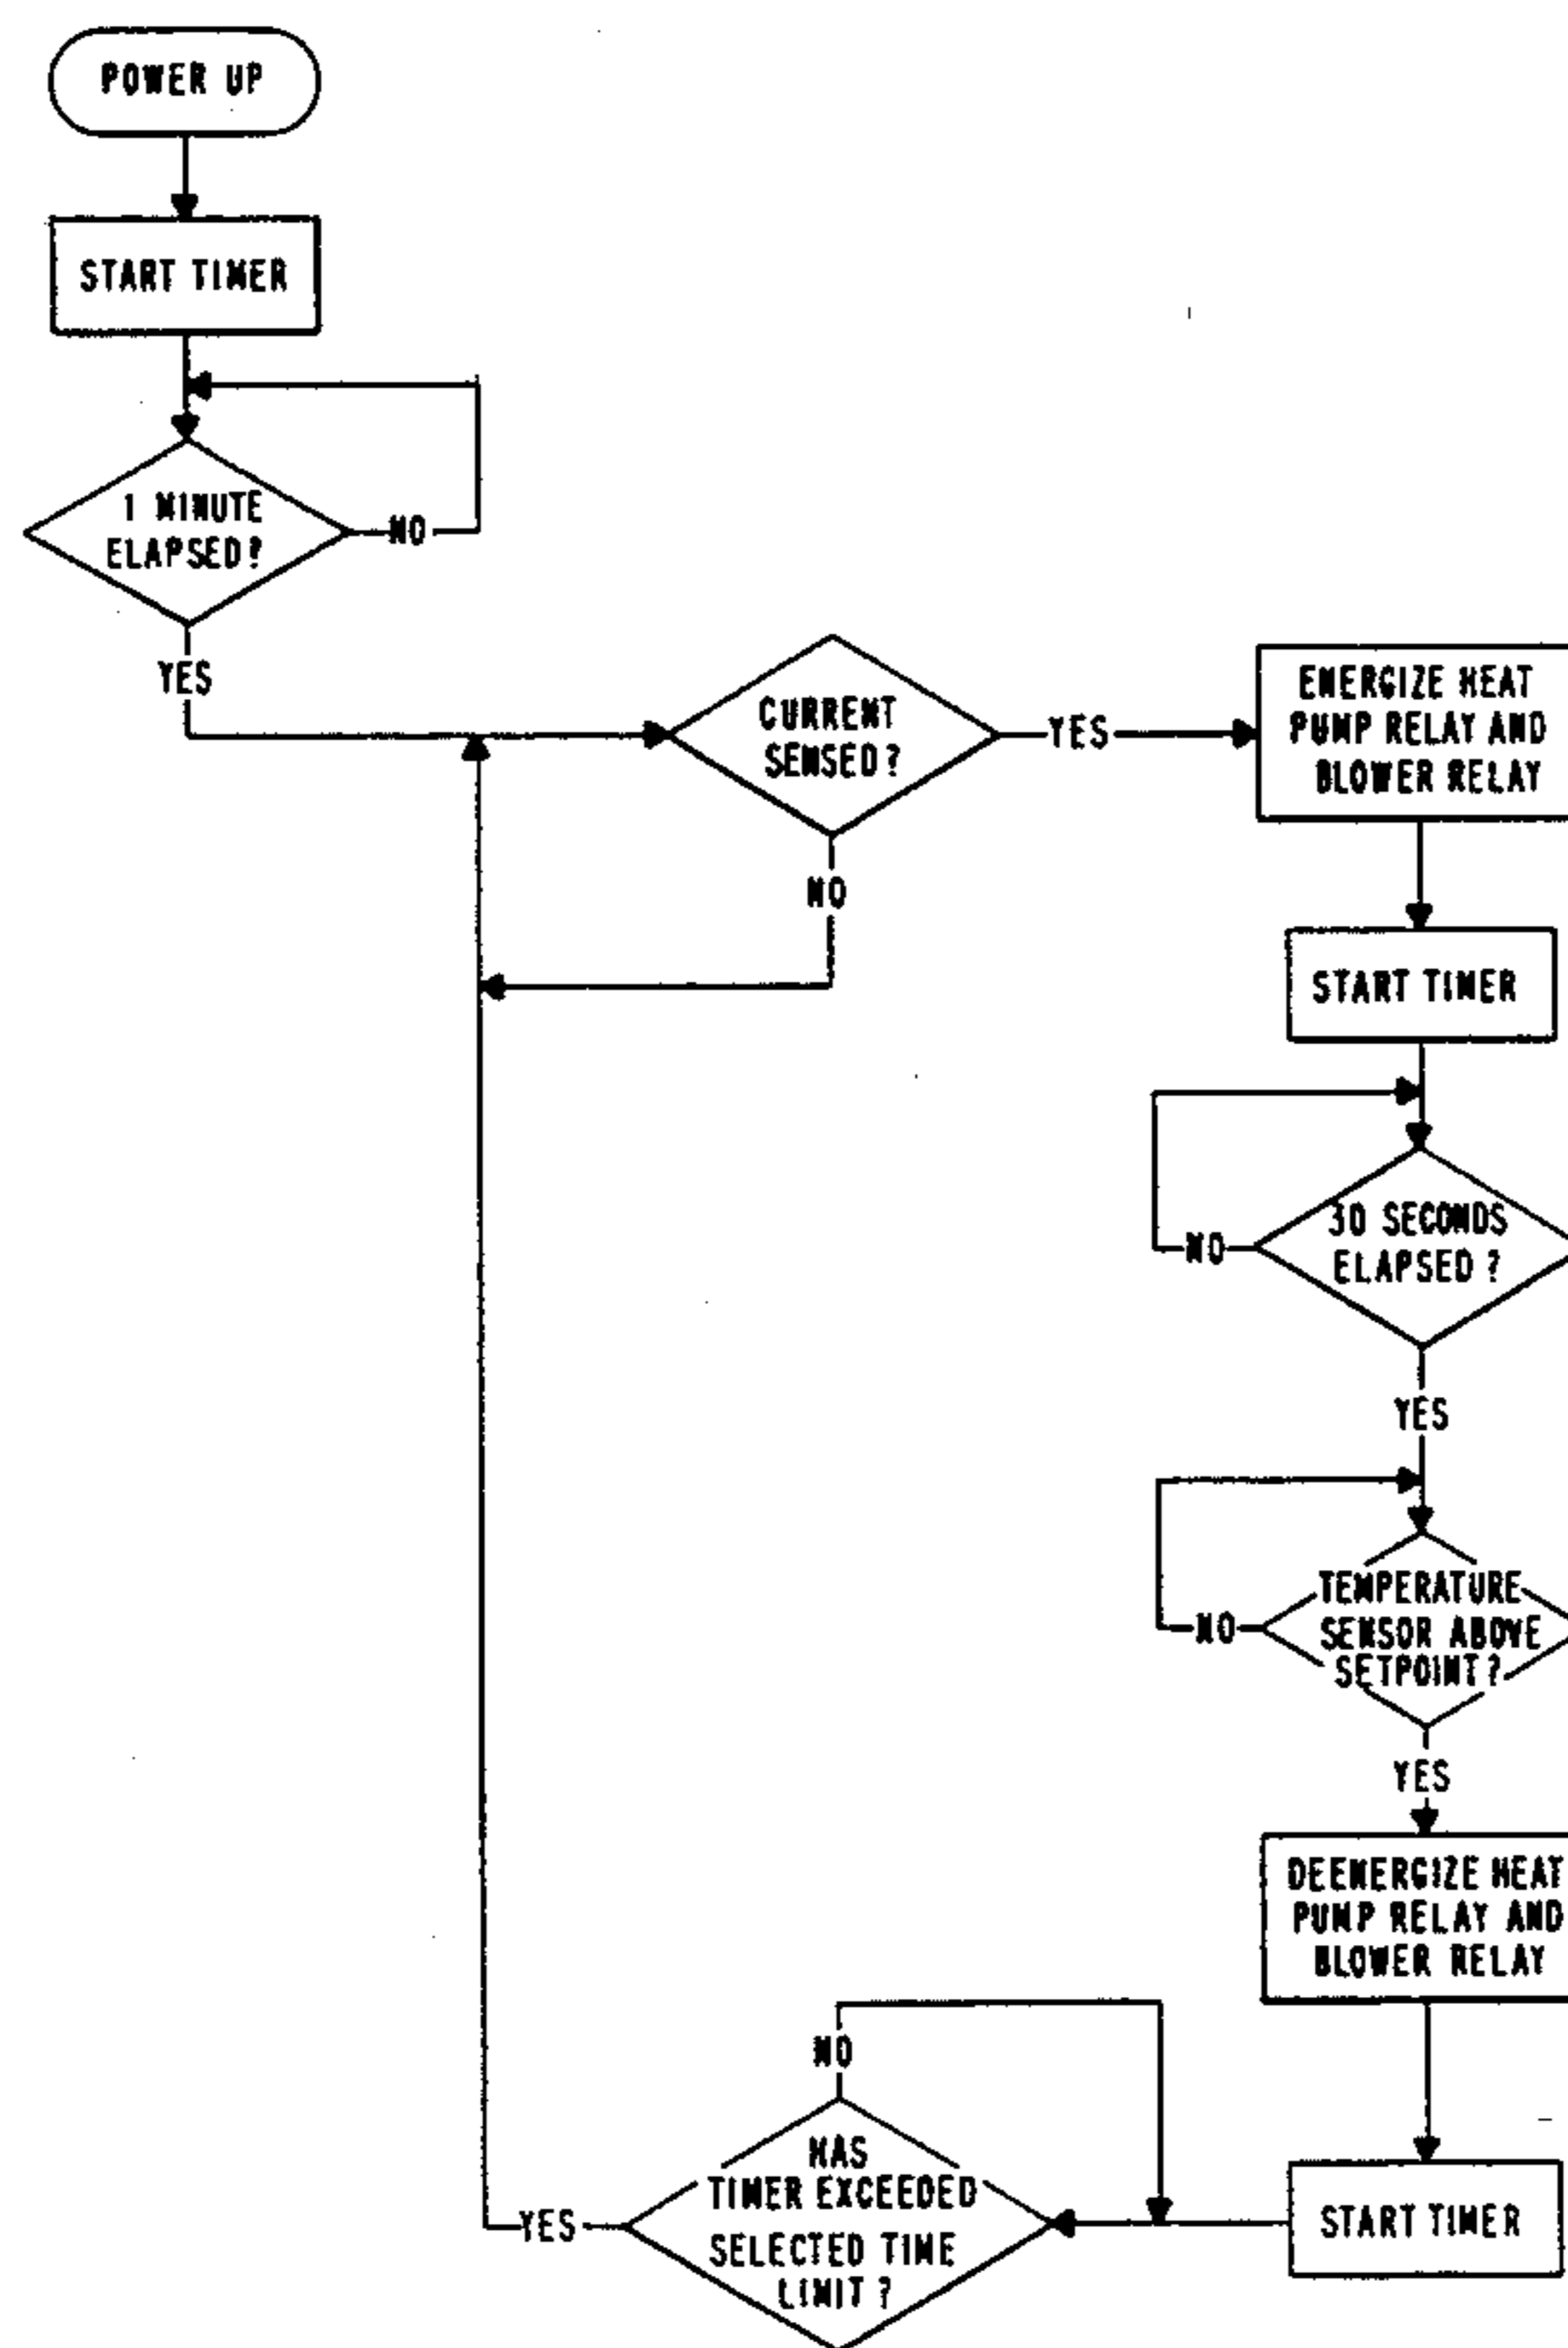 POWER UP
START TIMER
1 MINUTE
ELAPSED?
NO
YES
CURRENT
SENSED?
YES
NO
ENERGIZE HEAT
PUMP RELAY AND
BLOWER RELAY
START TIMER
30 SECONDS
ELAPSED?
NO
YES
TEMPERATURE
SENSOR ABOVE
SETPOINT?
NO
YES
DEENERGIZE HEAT
PUMP RELAY AND
BLOWER RELAY
START TIMER
HAS
TIMER EXCEEDED
SELECTED TIME
LIMIT?
NO
YES